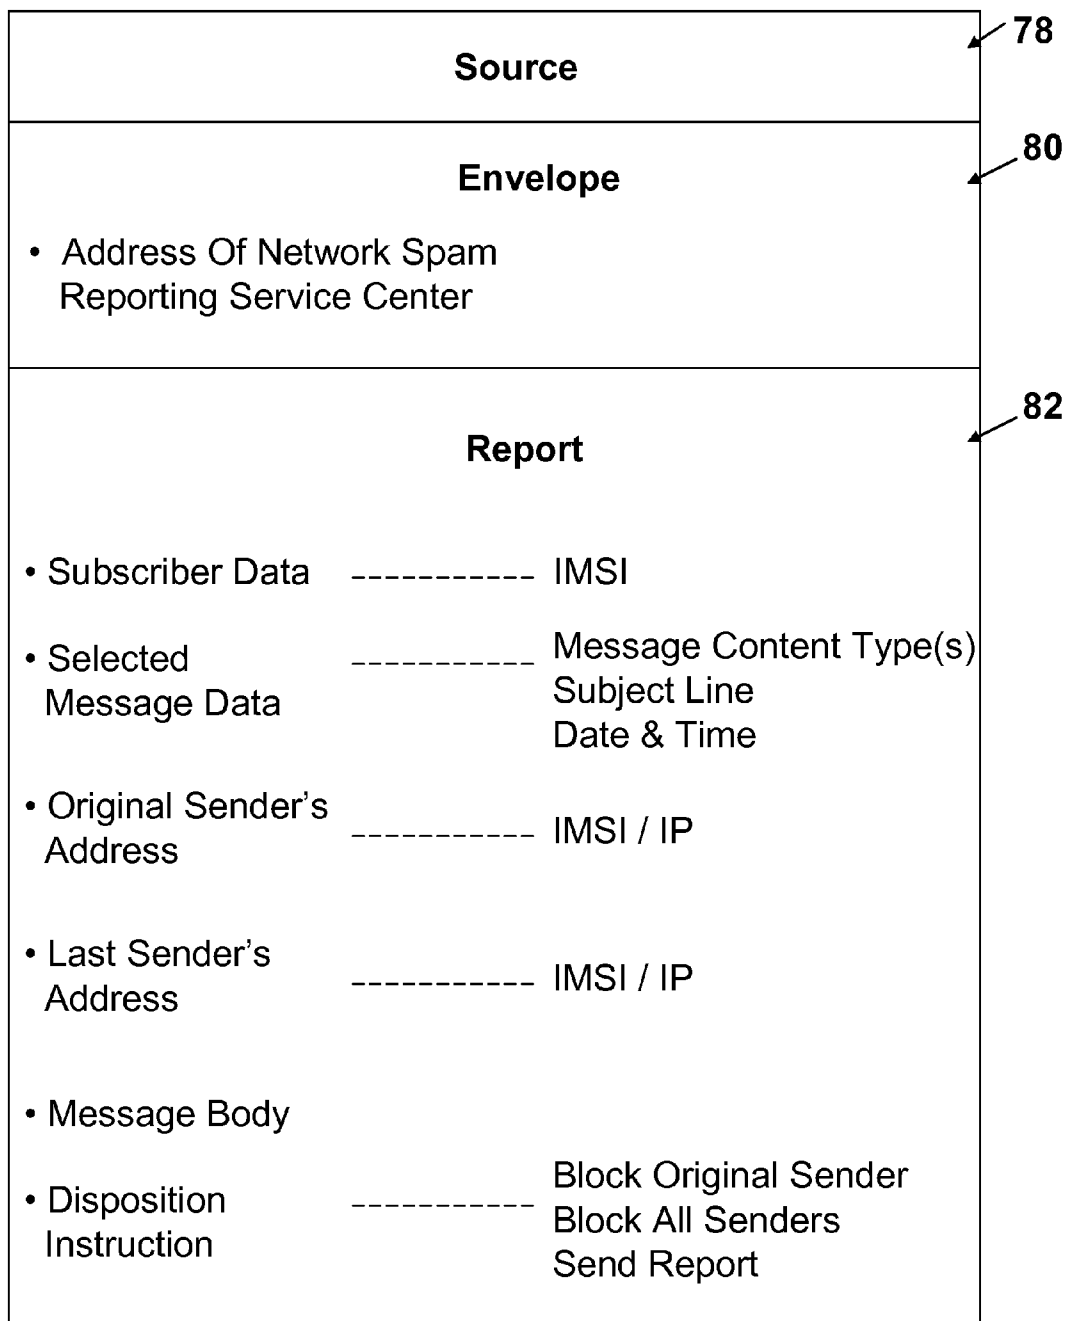 78
Source
80
Envelope
• Address Of Network Spam
Reporting Service Center
82
Report
• Subscriber Data ----------- IMSI
• Selected ----------- Message Content Type(s)
Message Data Subject Line
Date & Time
• Original Sender's
Address ----------- IMSI / IP
• Last Sender's
Address ----------- IMSI / IP
• Message Body
• Disposition ----------- Block Original Sender
Instruction Block All Senders
Send Report